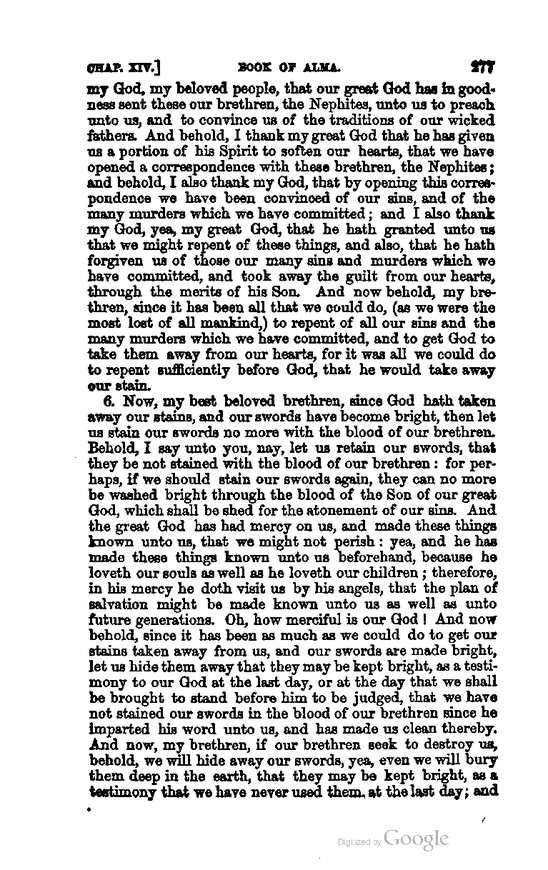 CHAP. XIV.] BOOK OF ALMA. 277
my God, my beloved people, that our great God has in good-
ness sent these our brethren, the Nephites, unto us to preach
unto us, and to convince us of the traditions of our wicked
fathers. And behold, I thank my great God that he has given
us a portion of his Spirit to soften our hearts, that we have
opened a correspondence with these brethren, the Nephites;
and behold, I also thank my God, that by opening this corres-
pondence we have been convinced of our sins, and of the
many murders which we have committed; and I also thank
my God, yea, my great God, that he hath granted unto us
that we might repent of these things, and also, that he hath
forgiven us of those our many sins and murders which we
have committed, and took away the guilt from our hearts,
through the merits of his Son. And now behold, my bre-
thren, since it has been all that we could do, (as we were the
most lost of all mankind,) to repent of all our sins and the
many murders which we have committed, and to get God to
take them away from our hearts, for it was all we could do
to repent sufficiently before God, that he would take away
our stain.
6. Now, my best beloved brethren, since God hath taken
away our stains, and our swords have become bright, then let
us stain our swords no more with the blood of our brethren.
Behold, I say unto you, nay, let us retain our swords, that
they be not stained with the blood of our brethren: for per-
haps, if we should stain our swords again, they can no more
be washed bright through the blood of the Son of our great
God, which shall be shed for the atonement of our sins. And
the great God has had mercy on us, and made these things
known unto us, that we might not perish: yea, and he has
made these things known unto us beforehand, because he
loveth our souls as well as he loveth our children; therefore,
in his mercy he doth visit us by his angels, that the plan of
salvation might be made known unto us as well as unto
future generations. Oh, how merciful is our God! And now
behold, since it has been as much as we could do to get our
stains taken away from us, and our swords are made bright,
let us hide them away that they may be kept bright, as a testi-
mony to our God at the last day, or at the day that we shall
be brought to stand before him to be judged, that we have
not stained our swords in the blood of our brethren since he
imparted his word unto us, and has made us clean thereby.
And now, my brethren, if our brethren seek to destroy us,
behold, we will hide away our swords, yea, even we will bury
them deep in the earth, that they may be kept bright, as a
testimony that we have never used them, at the last day; and
Digitized by Google